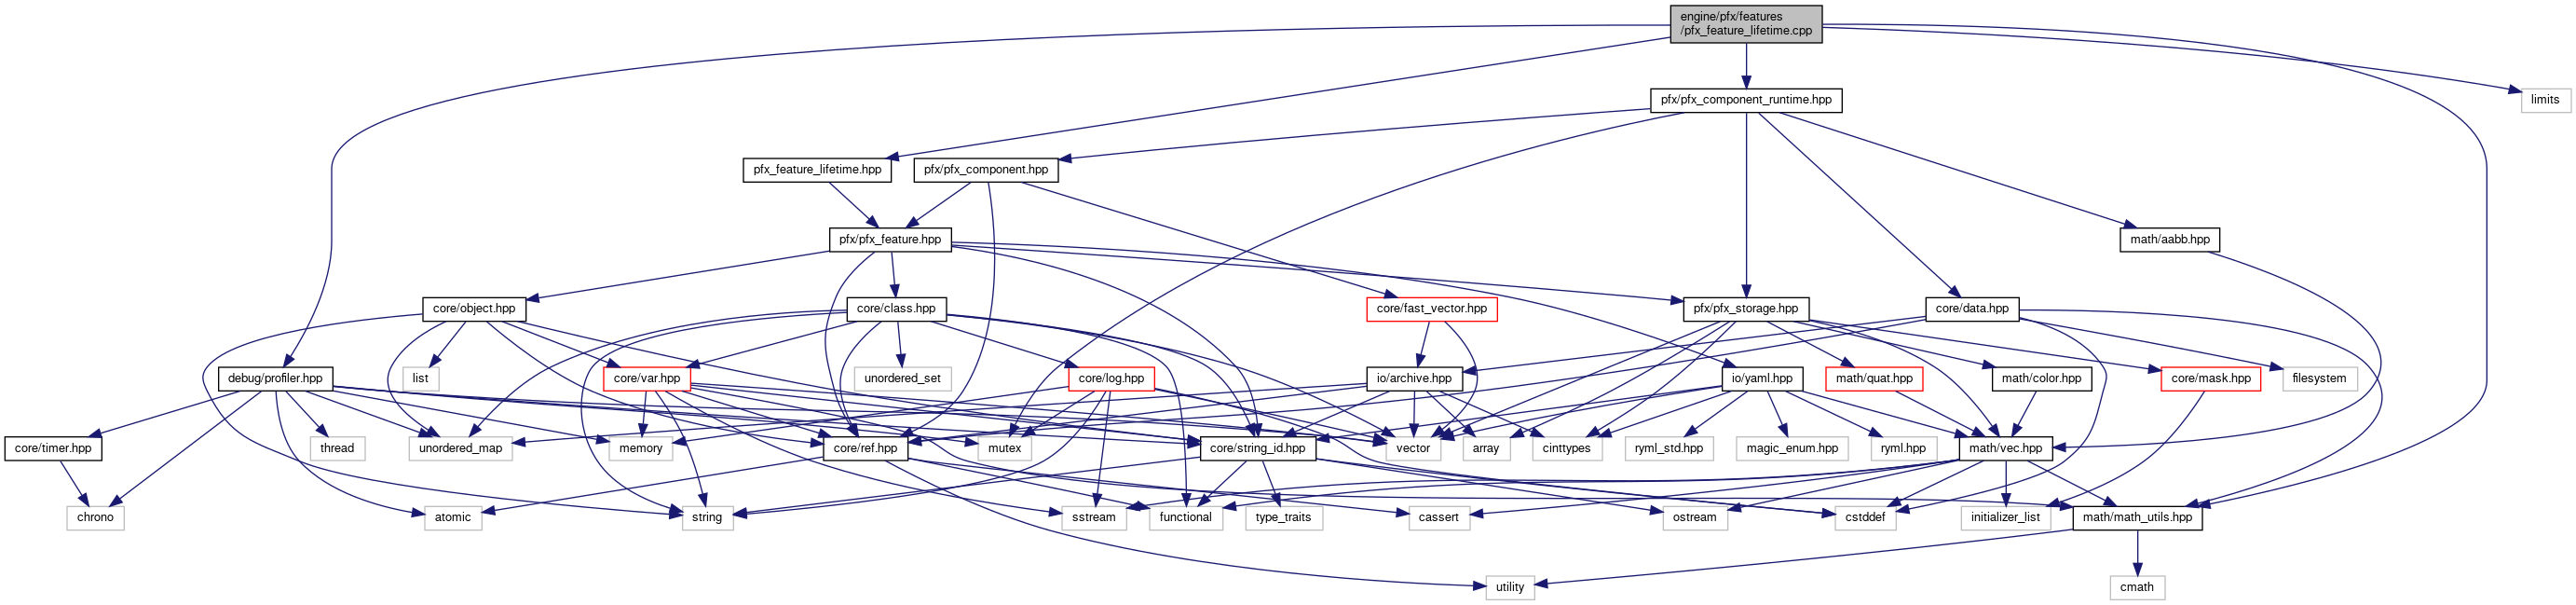 engine/pfx/features
/pfx_feature_lifetime.cpp
pfx/pfx_component_runtime.hpp
limits
pfx_feature_lifetime.hpp
pfx/pfx_component.hpp
pfx/pfx_feature.hpp
math/aabb.hpp
core/object.hpp
core/class.hpp
core/fast_vector.hpp
pfx/pfx_storage.hpp
core/data.hpp
debug/profiler.hpp
list
core/var.hpp
unordered_set
core/log.hpp
io/archive.hpp
io/yaml.hpp
math/quat.hpp
math/color.hpp
core/mask.hpp
filesystem
core/timer.hpp
thread
unordered_map
memory
core/ref.hpp
mutex
core/string_id.hpp
vector
array
cinttypes
ryml_std.hpp
magic_enum.hpp
ryml.hpp
math/vec.hpp
chrono
atomic
string
sstream
functional
type_traits
cassert
ostream
cstddef
initializer_list
math/math_utils.hpp
utility
cmath